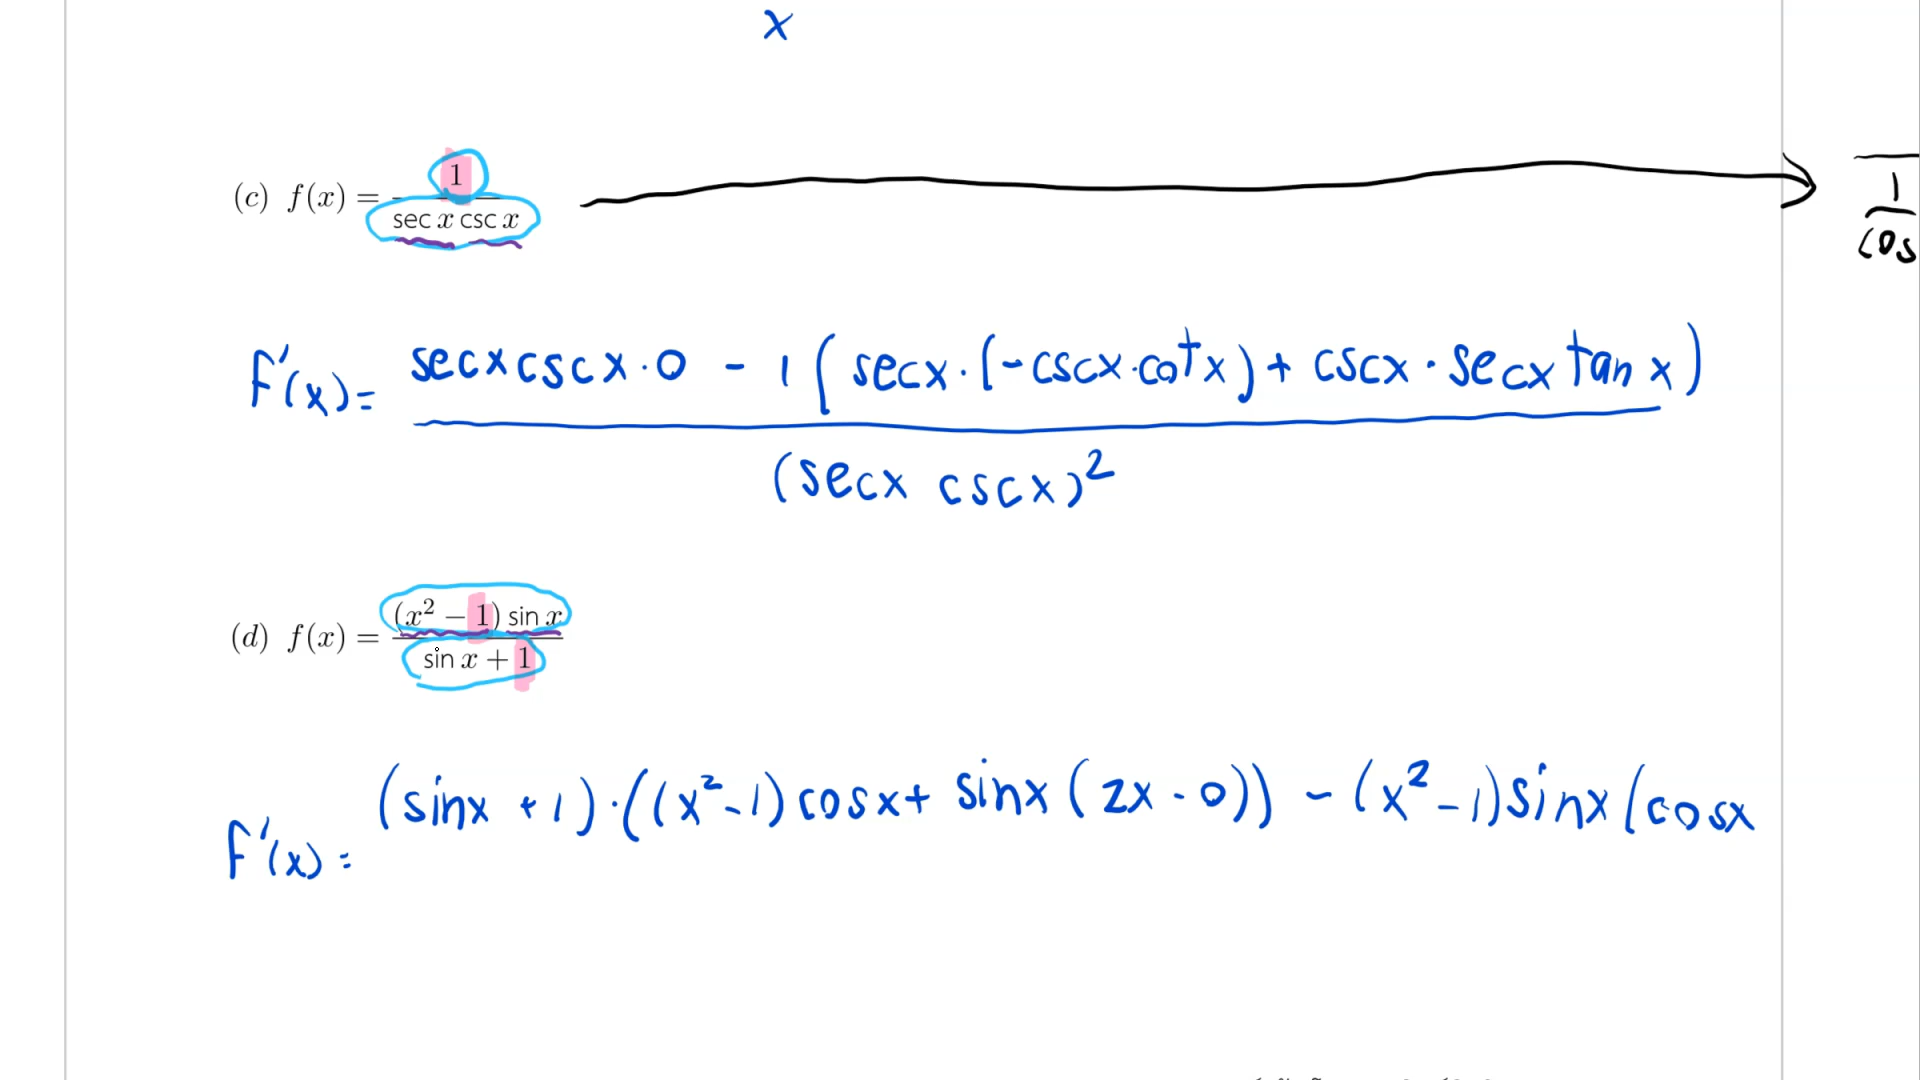 x
(c) f(x) = 1 / (sec x csc x)
1
cos
F'(x) = secx cscx · 0 - 1 ( secx · (-cscx · cotx) + cscx · secx tan x )
(secx cscx)²
(d) f(x) = ((x² − 1) sin x) / (sin x + 1)
F'(x) = (sinx + 1) · ((x² - 1) cosx + sinx (2x - 0)) - (x² - 1) sinx (cosx